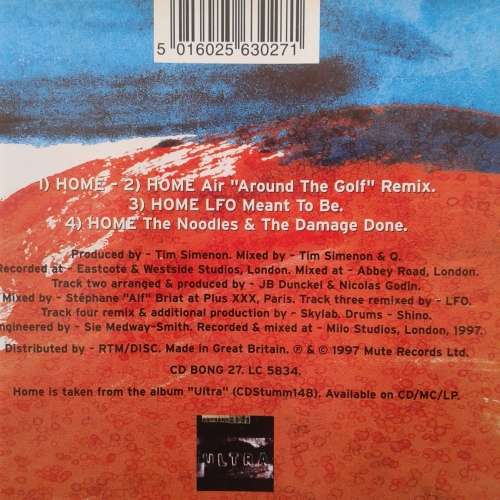 5 016025 630271
1) HOME - 2) HOME Air "Around The Golf" Remix.
3) HOME LFO Meant To Be.
4) HOME The Noodles & The Damage Done.
Produced by - Tim Simenon. Mixed by - Tim Simenon & Q.
Recorded at - Eastcote & Westside Studios, London. Mixed at - Abbey Road, London.
Track two arranged & produced by - JB Dunckel & Nicolas Godin.
Mixed by - Stéphane "Alf" Briat at Plus XXX, Paris. Track three remixed by - LFO.
Track four remix & additional production by - Skylab. Drums - Shino.
Engineered by - Sie Medway-Smith. Recorded & mixed at - Milo Studios, London, 1997.
Distributed by - RTM/DISC. Made in Great Britain. ℗ & © 1997 Mute Records Ltd.
CD BONG 27. LC 5834.
Home is taken from the album "Ultra" (CDStumm148). Available on CD/MC/LP.
ULTRA